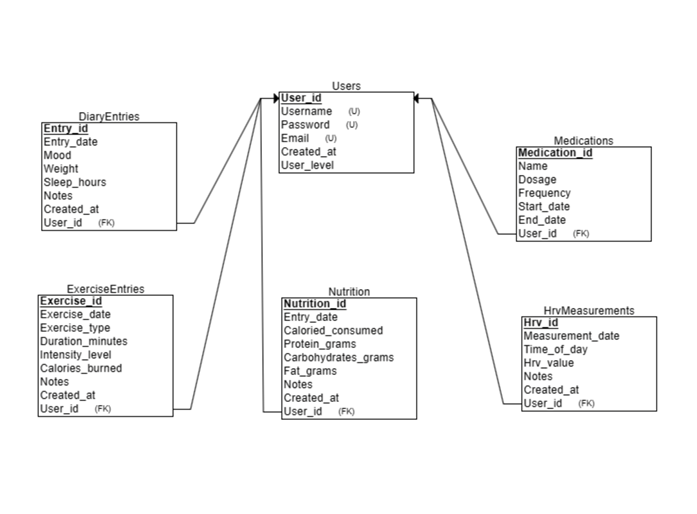 Users
User_id
Username (U)
Password (U)
Email (U)
Created_at
User_level
DiaryEntries
Entry_id
Entry_date
Mood
Weight
Sleep_hours
Notes
Created_at
User_id (FK)
Medications
Medication_id
Name
Dosage
Frequency
Start_date
End_date
User_id (FK)
ExerciseEntries
Exercise_id
Exercise_date
Exercise_type
Duration_minutes
Intensity_level
Calories_burned
Notes
Created_at
User_id (FK)
Nutrition
Nutrition_id
Entry_date
Caloried_consumed
Protein_grams
Carbohydrates_grams
Fat_grams
Notes
Created_at
User_id (FK)
HrvMeasurements
Hrv_id
Measurement_date
Time_of_day
Hrv_value
Notes
Created_at
User_id (FK)